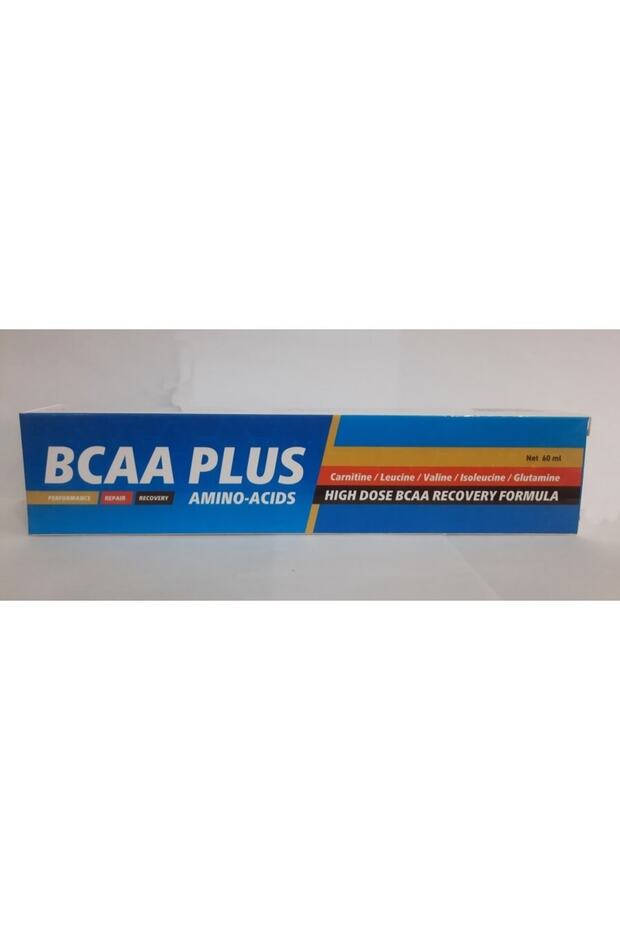 BCAA PLUS
AMINO-ACIDS
PERFORMANCE REPAIR RECOVERY
Net 60 ml
Carnitine / Leucine / Valine / Isoleucine / Glutamine
HIGH DOSE BCAA RECOVERY FORMULA